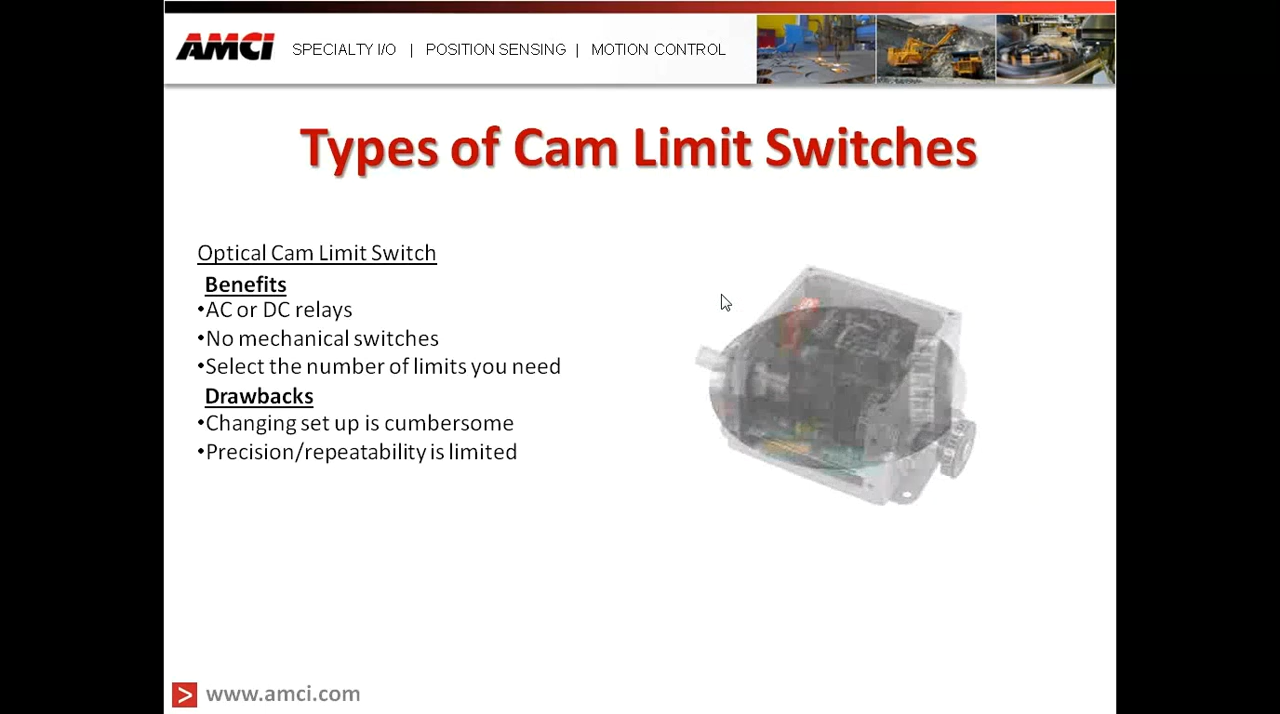 AMCI SPECIALTY I/O | POSITION SENSING | MOTION CONTROL
Types of Cam Limit Switches
Optical Cam Limit Switch
Benefits
•AC or DC relays
•No mechanical switches
•Select the number of limits you need
Drawbacks
•Changing set up is cumbersome
•Precision/repeatability is limited
> www.amci.com